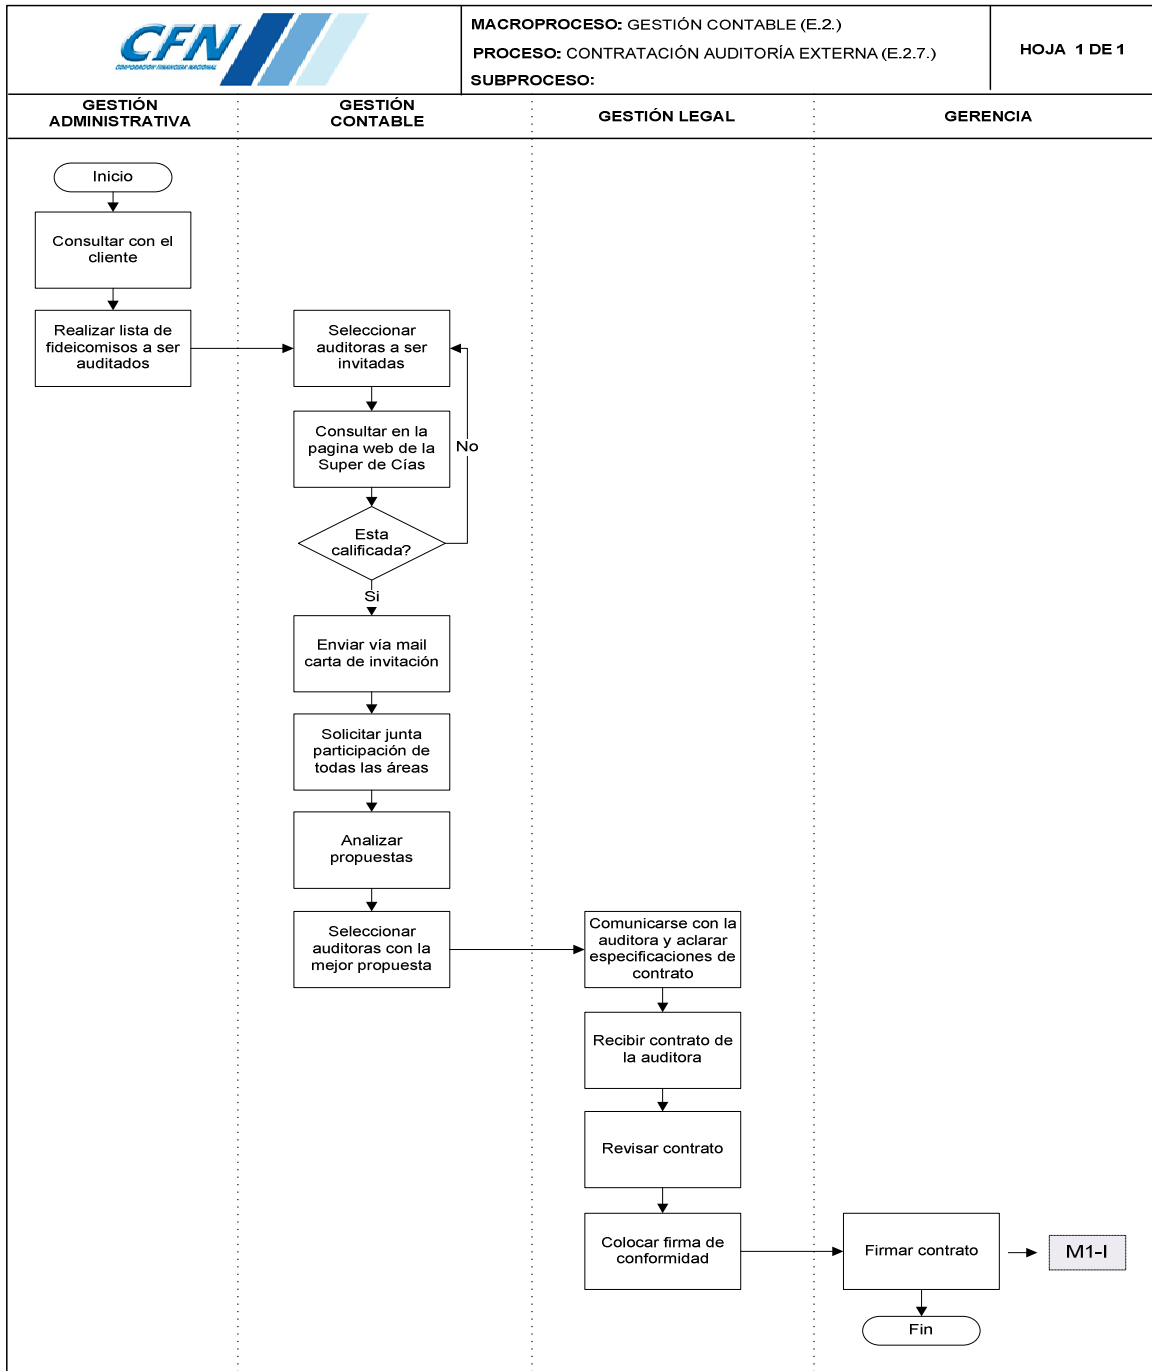 CFN
CORPORACIÓN FINANCIERA NACIONAL
MACROPROCESO: GESTIÓN CONTABLE (E.2.)
PROCESO: CONTRATACIÓN AUDITORÍA EXTERNA (E.2.7.)
SUBPROCESO:
HOJA 1 DE 1
GESTIÓN
ADMINISTRATIVA
GESTIÓN
CONTABLE
GESTIÓN LEGAL
GERENCIA
Inicio
Consultar con el
cliente
Realizar lista de
fideicomisos a ser
auditados
Seleccionar
auditoras a ser
invitadas
Consultar en la
pagina web de la
Super de Cías
No
Esta
calificada?
Si
Enviar vía mail
carta de invitación
Solicitar junta
participación de
todas las áreas
Analizar
propuestas
Seleccionar
auditoras con la
mejor propuesta
Comunicarse con la
auditora y aclarar
especificaciones de
contrato
Recibir contrato de
la auditora
Revisar contrato
Colocar firma de
conformidad
Firmar contrato
M1-I
Fin